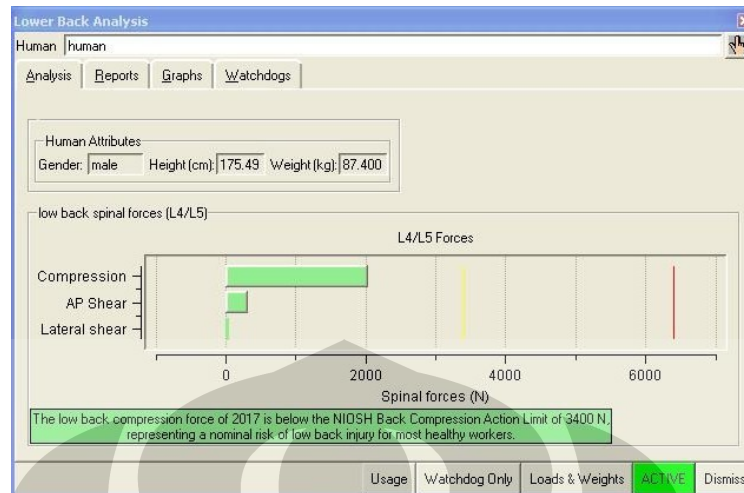 Lower Back Analysis
Human human
Analysis Reports Graphs Watchdogs
Human Attributes
Gender: male Height (cm): 175.49 Weight (kg): 87.400
low back spinal forces (L4/L5)
L4/L5 Forces
Compression
AP Shear
Lateral shear
0 2000 4000 6000
Spinal forces (N)
The low back compression force of 2017 is below the NIOSH Back Compression Action Limit of 3400 N,
representing a nominal risk of low back injury for most healthy workers.
Usage Watchdog Only Loads & Weights ACTIVE Dismiss